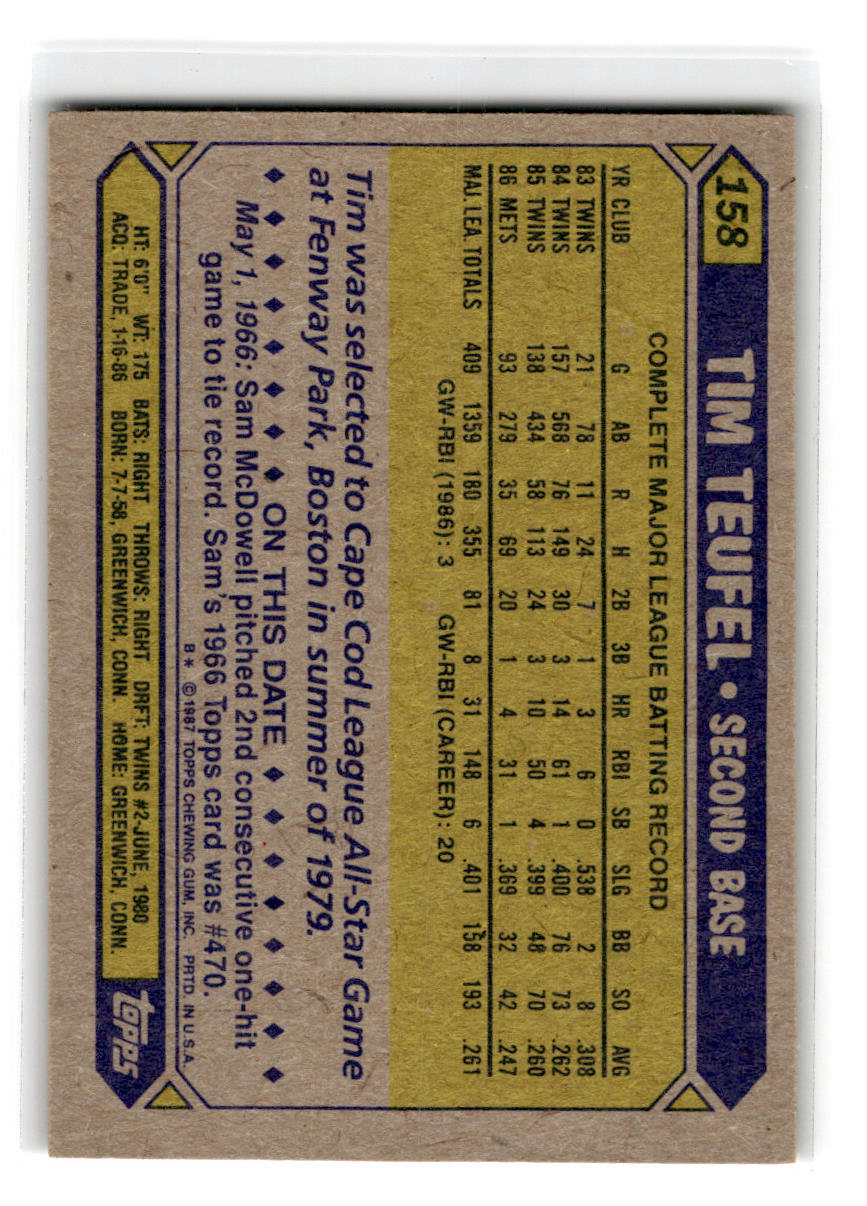 158 TIM TEUFEL • SECOND BASE
COMPLETE MAJOR LEAGUE BATTING RECORD
YR CLUB G AB R H 2B 3B HR RBI SB SLG BB SO AVG
83 TWINS 21 78 11 24 7 1 3 6 0 .538 2 8 .308
84 TWINS 157 568 76 149 30 3 14 61 1 .400 76 73 .262
85 TWINS 138 434 58 113 24 3 10 50 4 .399 48 70 .260
86 METS 93 279 35 69 20 1 4 31 1 .369 32 42 .247
MAJ. LEA. TOTALS 409 1359 180 355 81 8 31 148 6 .401 158 193 .261
GW-RBI (1986): 3 GW-RBI (CAREER): 20
Tim was selected to Cape Cod League All-Star Game
at Fenway Park, Boston in summer of 1979.
♦ ♦ ♦ ♦ ♦ ♦ ♦ ♦ ON THIS DATE ♦ ♦ ♦ ♦ ♦ ♦ ♦ ♦
May 1, 1966: Sam McDowell pitched 2nd consecutive one-hit
game to tie record. Sam's 1966 Topps card was #470.
B* © 1987 TOPPS CHEWING GUM, INC. PRTD. IN U.S.A.
HT: 6'0" WT: 175 BATS: RIGHT THROWS: RIGHT DRFT: TWINS #2-JUNE, 1980
ACQ: TRADE, 1-16-86 BORN: 7-7-58, GREENWICH, CONN. HOME: GREENWICH, CONN.
topps